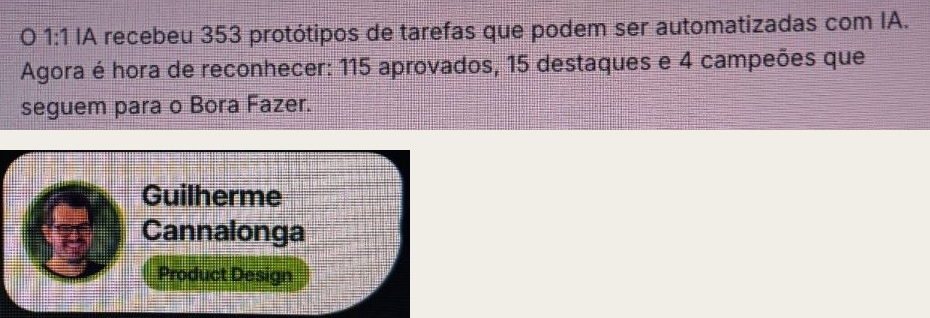 O 1:1 IA recebeu 353 protótipos de tarefas que podem ser automatizadas com IA.
Agora é hora de reconhecer: 115 aprovados, 15 destaques e 4 campeões que
seguem para o Bora Fazer.
Guilherme
Cannalonga
Product Design